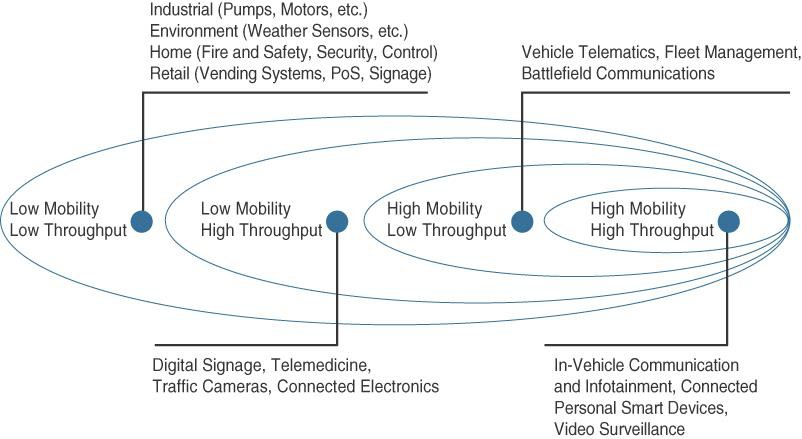 Industrial (Pumps, Motors, etc.)
Environment (Weather Sensors, etc.)
Home (Fire and Safety, Security, Control)
Retail (Vending Systems, PoS, Signage)
Vehicle Telematics, Fleet Management,
Battlefield Communications
Low Mobility
Low Throughput
Low Mobility
High Throughput
High Mobility
Low Throughput
High Mobility
High Throughput
Digital Signage, Telemedicine,
Traffic Cameras, Connected Electronics
In-Vehicle Communication
and Infotainment, Connected
Personal Smart Devices,
Video Surveillance